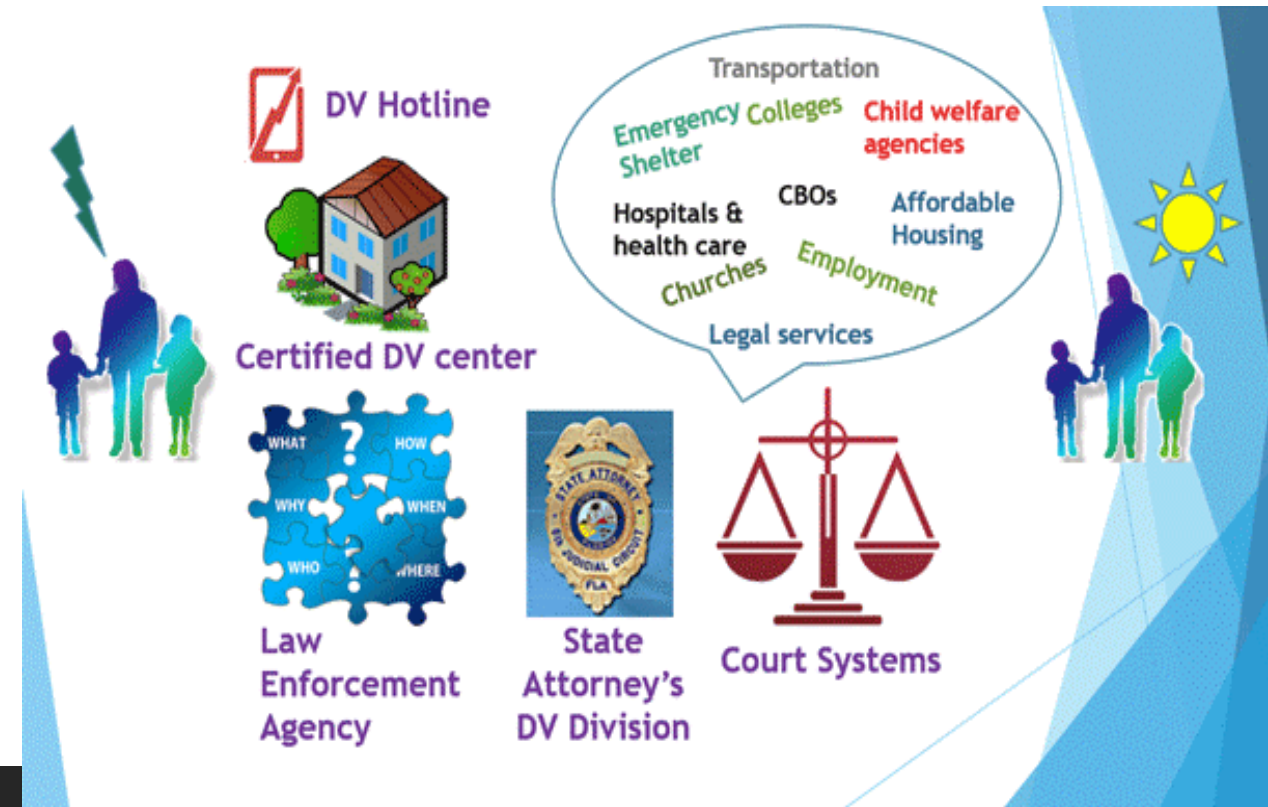 DV Hotline
Certified DV center
Transportation
Emergency
Shelter
Colleges
Child welfare
agencies
Hospitals &
health care
CBOs
Affordable
Housing
Churches
Employment
Legal services
WHAT
?
HOW
WHY
WHEN
WHO
?
WHERE
Law
Enforcement
Agency
STATE ATTORNEY
JUDICIAL CIRCUIT
FLA
State
Attorney's
DV Division
Court Systems